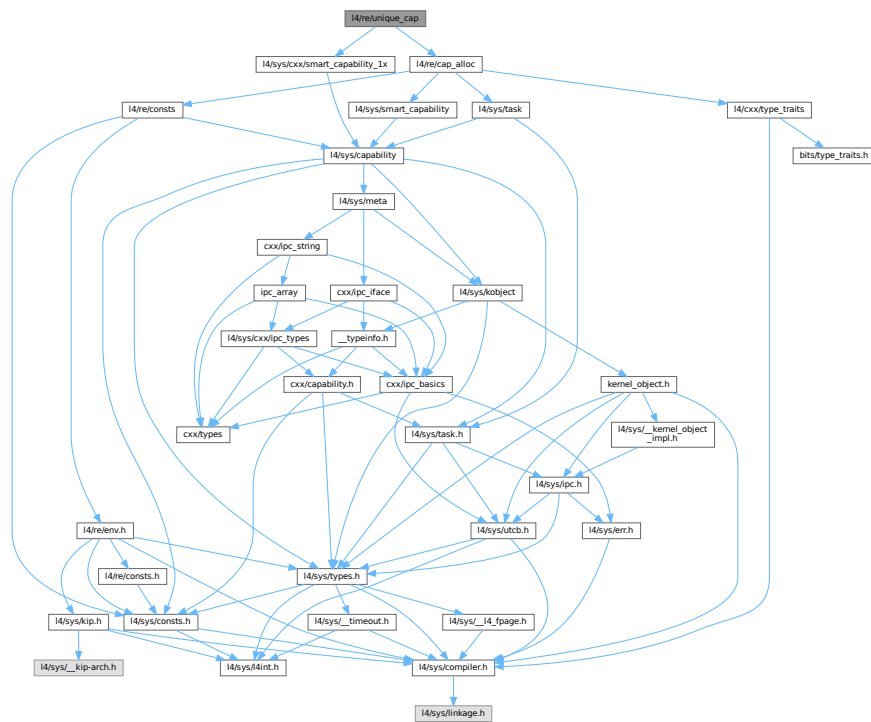 l4/re/unique_cap
l4/sys/cxx/smart_capability_1x
l4/re/cap_alloc
l4/re/consts
l4/sys/smart_capability
l4/sys/task
l4/cxx/type_traits
l4/sys/capability
bits/type_traits.h
l4/sys/meta
cxx/ipc_string
ipc_array
cxx/ipc_iface
l4/sys/kobject
l4/sys/cxx/ipc_types
__typeinfo.h
cxx/capability.h
cxx/ipc_basics
kernel_object.h
cxx/types
l4/sys/task.h
l4/sys/__kernel_object
_impl.h
l4/sys/ipc.h
l4/re/env.h
l4/sys/utcb.h
l4/sys/err.h
l4/re/consts.h
l4/sys/types.h
l4/sys/kip.h
l4/sys/consts.h
l4/sys/__timeout.h
l4/sys/__l4_fpage.h
l4/sys/__kip-arch.h
l4/sys/l4int.h
l4/sys/compiler.h
l4/sys/linkage.h